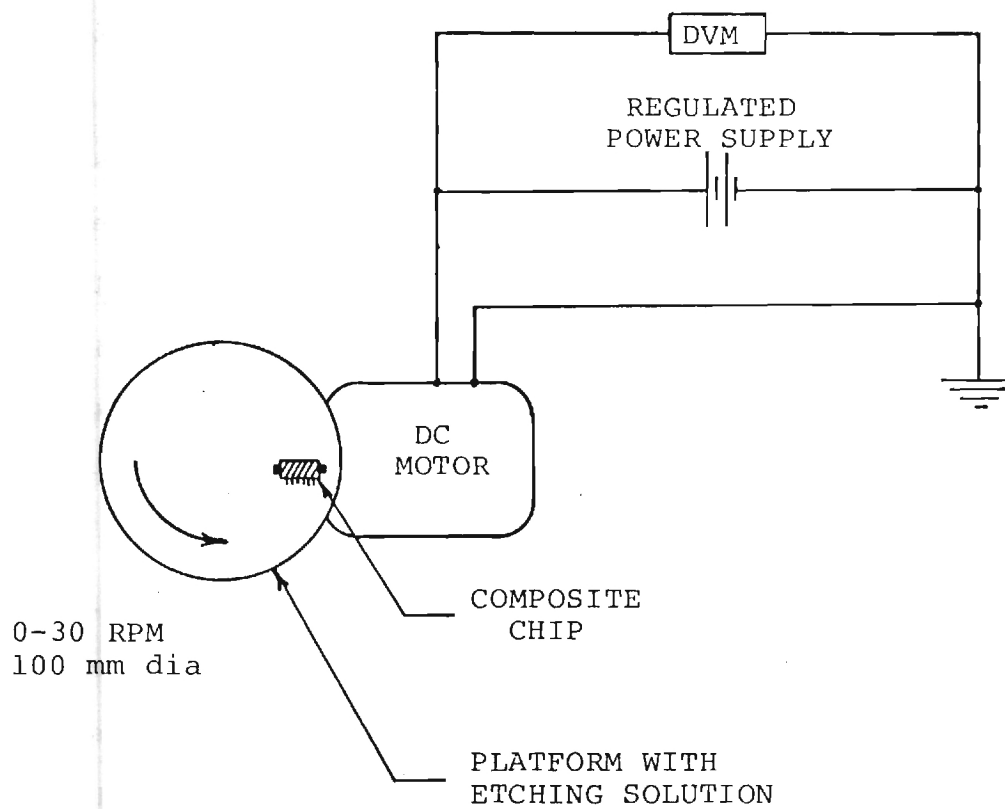 DVM
REGULATED
POWER SUPPLY
DC
MOTOR
COMPOSITE
CHIP
0-30 RPM
100 mm dia
PLATFORM WITH
ETCHING SOLUTION